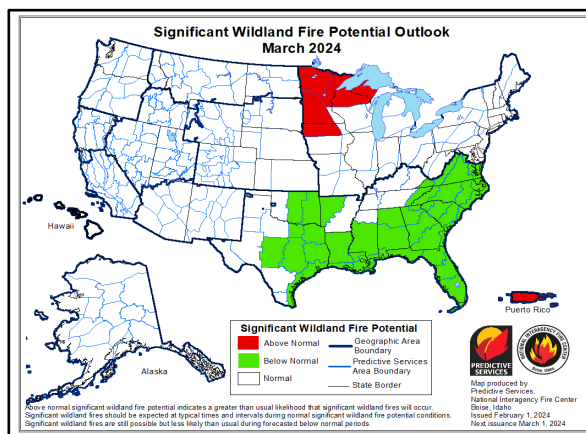 Significant Wildland Fire Potential Outlook
March 2024
Hawaii
Alaska
Puerto Rico
Significant Wildland Fire Potential
Above Normal
Below Normal
Normal
Geographic Area
Boundary
Predictive Services
Area Boundary
State Border
PREDICTIVE
SERVICES
NATIONAL INTERAGENCY FIRE CENTER
BOISE, IDAHO
Map produced by
Predictive Services,
National Interagency Fire Center
Boise, Idaho
Issued February 1, 2024
Next issuance March 1, 2024
Above normal significant wildland fire potential indicates a greater than usual likelihood that significant wildland fires will occur.
Significant wildland fires should be expected at typical times and intervals during normal significant wildland fire potential conditions.
Significant wildland fires are still possible but less likely than usual during forecasted below normal periods.